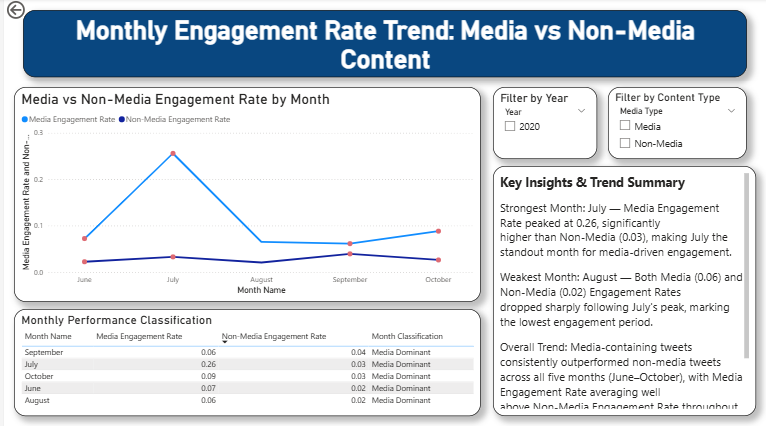 Monthly Engagement Rate Trend: Media vs Non-Media
Content
Media vs Non-Media Engagement Rate by Month
Media Engagement Rate Non-Media Engagement Rate
Media Engagement Rate and Non-...
0.3
0.2
0.1
0.0
June July August September October
Month Name
Filter by Year
Year
2020
Filter by Content Type
Media Type
Media
Non-Media
Key Insights & Trend Summary
Strongest Month: July — Media Engagement
Rate peaked at 0.26, significantly
higher than Non-Media (0.03), making July the
standout month for media-driven engagement.
Weakest Month: August — Both Media (0.06) and
Non-Media (0.02) Engagement Rates
dropped sharply following July's peak, marking
the lowest engagement period.
Overall Trend: Media-containing tweets
consistently outperformed non-media tweets
across all five months (June–October), with Media
Engagement Rate averaging well
above Non-Media Engagement Rate throughout
Monthly Performance Classification
Month Name Media Engagement Rate Non-Media Engagement Rate Month Classification
September 0.06 0.04 Media Dominant
July 0.26 0.03 Media Dominant
October 0.09 0.03 Media Dominant
June 0.07 0.02 Media Dominant
August 0.06 0.02 Media Dominant